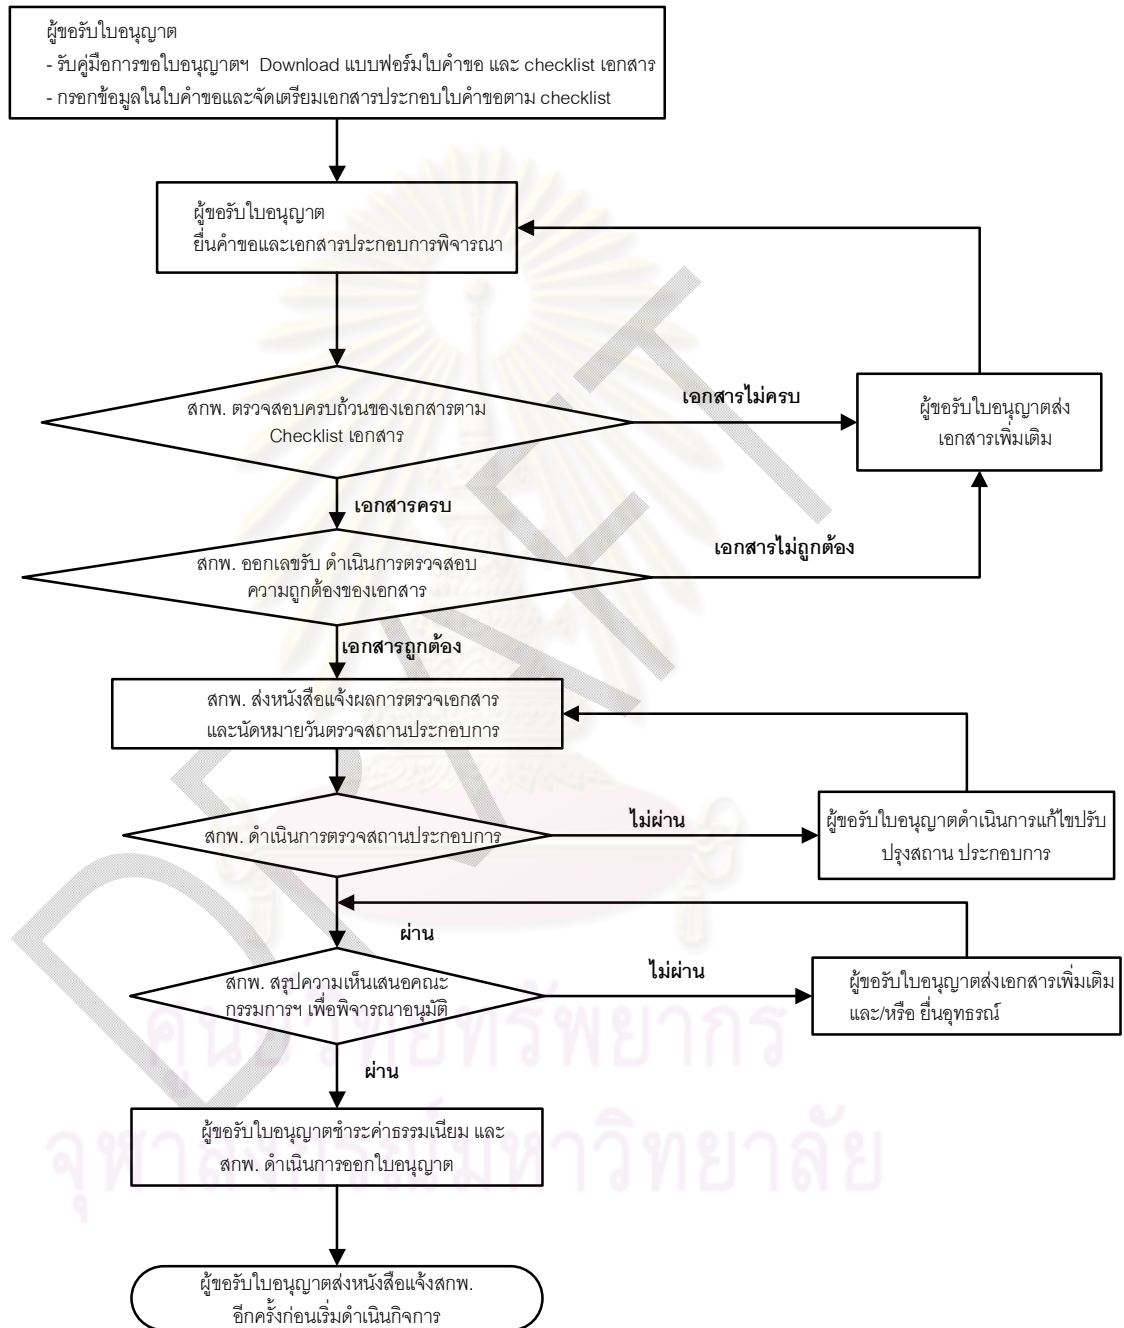 ผู้ขอรับใบอนุญาต
- รับคู่มือการขอใบอนุญาตฯ Download แบบฟอร์มใบคำขอ และ checklist เอกสาร
- กรอกข้อมูลในใบคำขอและจัดเตรียมเอกสารประกอบใบคำขอตาม checklist
ผู้ขอรับใบอนุญาต
ยื่นคำขอและเอกสารประกอบการพิจารณา
สกพ. ตรวจสอบครบถ้วนของเอกสารตาม
Checklist เอกสาร
เอกสารไม่ครบ
ผู้ขอรับใบอนุญาตส่ง
เอกสารเพิ่มเติม
เอกสารครบ
สกพ. ออกเลขรับ ดำเนินการตรวจสอบ
ความถูกต้องของเอกสาร
เอกสารไม่ถูกต้อง
เอกสารถูกต้อง
สกพ. ส่งหนังสือแจ้งผลการตรวจเอกสาร
และนัดหมายวันตรวจสถานประกอบการ
สกพ. ดำเนินการตรวจสถานประกอบการ
ไม่ผ่าน
ผู้ขอรับใบอนุญาตดำเนินการแก้ไขปรับ
ปรุงสถาน ประกอบการ
ผ่าน
สกพ. สรุปความเห็นเสนอคณะ
กรรมการฯ เพื่อพิจารณาอนุมัติ
ไม่ผ่าน
ผู้ขอรับใบอนุญาตส่งเอกสารเพิ่มเติม
และ/หรือ ยื่นอุทธรณ์
ผ่าน
ผู้ขอรับใบอนุญาตชำระค่าธรรมเนียม และ
สกพ. ดำเนินการออกใบอนุญาต
ผู้ขอรับใบอนุญาตส่งหนังสือแจ้งสกพ.
อีกครั้งก่อนเริ่มดำเนินกิจการ
DRAFT
ศูนย์วิทยทรัพยากร
จุฬาลงกรณ์มหาวิทยาลัย